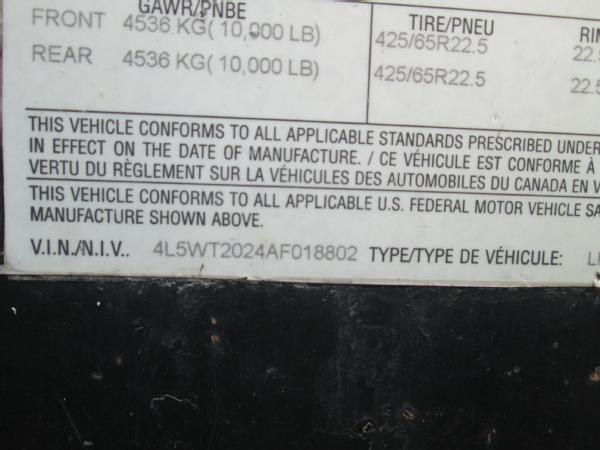 GAWR/PNBE TIRE/PNEU
FRONT 4536 KG( 10,000 LB) 425/65R22.5
REAR 4536 KG( 10,000 LB) 425/65R22.5
THIS VEHICLE CONFORMS TO ALL APPLICABLE STANDARDS PRESCRIBED UNDER
IN EFFECT ON THE DATE OF MANUFACTURE. / CE VÉHICULE EST CONFORME À
VERTU DU RÈGLEMENT SUR LA VÉHICULES DES AUTOMOBILES DU CANADA EN V
THIS VEHICLE CONFORMS TO ALL APPLICABLE U.S. FEDERAL MOTOR VEHICLE SA
MANUFACTURE SHOWN ABOVE.
V.I.N./N.I.V.. 4L5WT2024AF018802 TYPE/TYPE DE VÉHICULE: